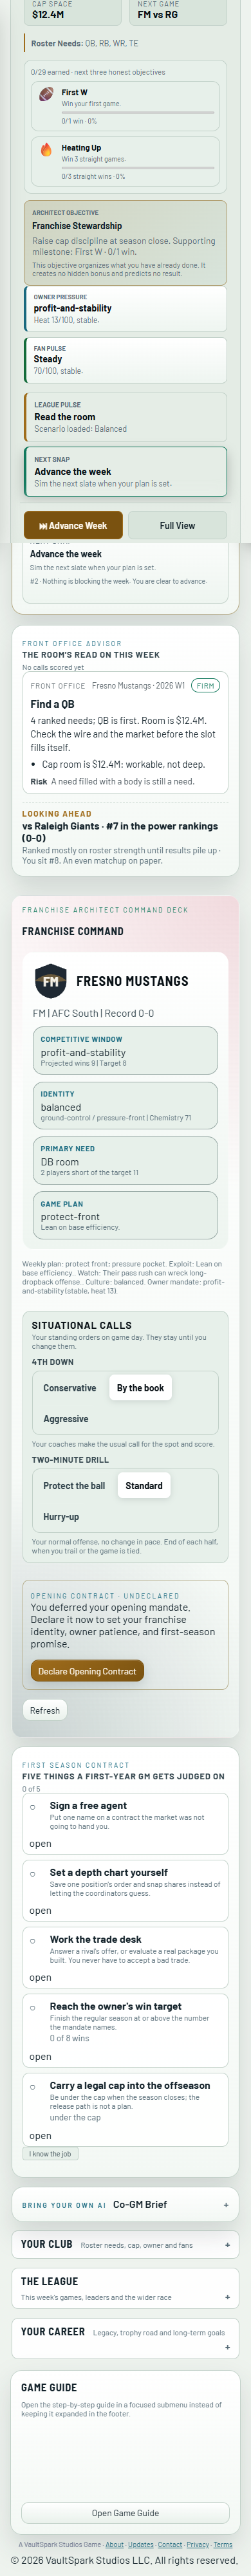 CAP SPACE
$12.4M
NEXT GAME
FM vs RG
Roster Needs: QB, RB, WR, TE
0/29 earned · next three honest objectives
First W
Win your first game.
0/1 win · 0%
Heating Up
Win 3 straight games.
0/3 straight wins · 0%
ARCHITECT OBJECTIVE
Franchise Stewardship
Raise cap discipline at season close. Supporting
milestone: First W · 0/1 win.
This objective organizes what you have already done. It
creates no hidden bonus and predicts no result.
OWNER PRESSURE
profit-and-stability
Heat 13/100, stable.
FAN PULSE
Steady
70/100, stable.
LEAGUE PULSE
Read the room
Scenario loaded: Balanced
NEXT SNAP
Advance the week
Sim the next slate when your plan is set.
⏭ Advance Week
Full View
Advance the week
Sim the next slate when your plan is set.
#2 · Nothing is blocking the week. You are clear to advance.
FRONT OFFICE ADVISOR
THE ROOM'S READ ON THIS WEEK
No calls scored yet
FRONT OFFICE Fresno Mustangs · 2026 W1 FIRM
Find a QB
4 ranked needs; QB is first. Room is $12.4M.
Check the wire and the market before the slot
fills itself.
• Cap room is $12.4M: workable, not deep.
Risk A need filled with a body is still a need.
LOOKING AHEAD
vs Raleigh Giants · #7 in the power rankings
(0-0)
Ranked mostly on roster strength until results pile up ·
You sit #8. An even matchup on paper.
FRANCHISE ARCHITECT COMMAND DECK
FRANCHISE COMMAND
FM
FRESNO MUSTANGS
FM | AFC South | Record 0-0
COMPETITIVE WINDOW
profit-and-stability
Projected wins 9 | Target 8
IDENTITY
balanced
ground-control / pressure-front | Chemistry 71
PRIMARY NEED
DB room
2 players short of the target 11
GAME PLAN
protect-front
Lean on base efficiency.
Weekly plan: protect front; pressure pocket. Exploit: Lean on
base efficiency.. Watch: Their pass rush can wreck long-
dropback offense.. Culture: balanced. Owner mandate: profit-
and-stability (stable, heat 13).
SITUATIONAL CALLS
Your standing orders on game day. They stay until you
change them.
4TH DOWN
Conservative
By the book
Aggressive
Your coaches make the usual call for the spot and score.
TWO-MINUTE DRILL
Protect the ball
Standard
Hurry-up
Your normal offense, no change in pace. End of each half,
when you trail or the game is tied.
OPENING CONTRACT · UNDECLARED
You deferred your opening mandate.
Declare it now to set your franchise
identity, owner patience, and first-season
promise.
Declare Opening Contract
Refresh
FIRST SEASON CONTRACT
FIVE THINGS A FIRST-YEAR GM GETS JUDGED ON
0 of 5
Sign a free agent
Put one name on a contract the market was not
going to hand you.
open
Set a depth chart yourself
Save one position's order and snap shares instead of
letting the coordinators guess.
open
Work the trade desk
Answer a rival's offer, or evaluate a real package you
built. You never have to accept a bad trade.
open
Reach the owner's win target
Finish the regular season at or above the number
the mandate names.
0 of 8 wins
open
Carry a legal cap into the offseason
Be under the cap when the season closes; the
release path is not a plan.
under the cap
open
I know the job
BRING YOUR OWN AI Co-GM Brief +
YOUR CLUB Roster needs, cap, owner and fans +
THE LEAGUE
This week's games, leaders and the wider race +
YOUR CAREER Legacy, trophy road and long-term goals
+
GAME GUIDE
Open the step-by-step guide in a focused submenu instead of
keeping it expanded in the footer.
Open Game Guide
A VaultSpark Studios Game · About · Updates · Contact · Privacy · Terms
© 2026 VaultSpark Studios LLC. All rights reserved.